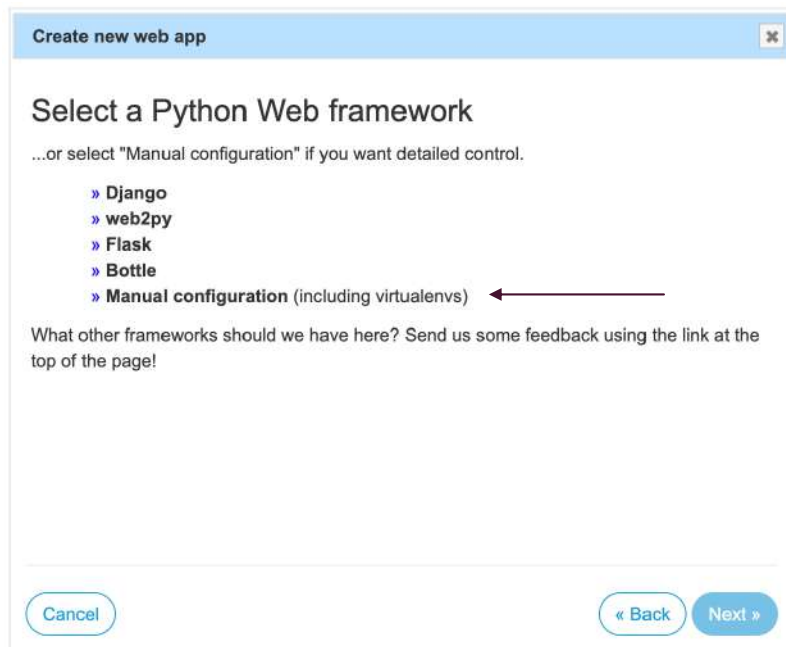 Create new web app
Select a Python Web framework
...or select "Manual configuration" if you want detailed control.
» Django
» web2py
» Flask
» Bottle
» Manual configuration (including virtualenvs)
What other frameworks should we have here? Send us some feedback using the link at the
top of the page!
Cancel
« Back
Next »